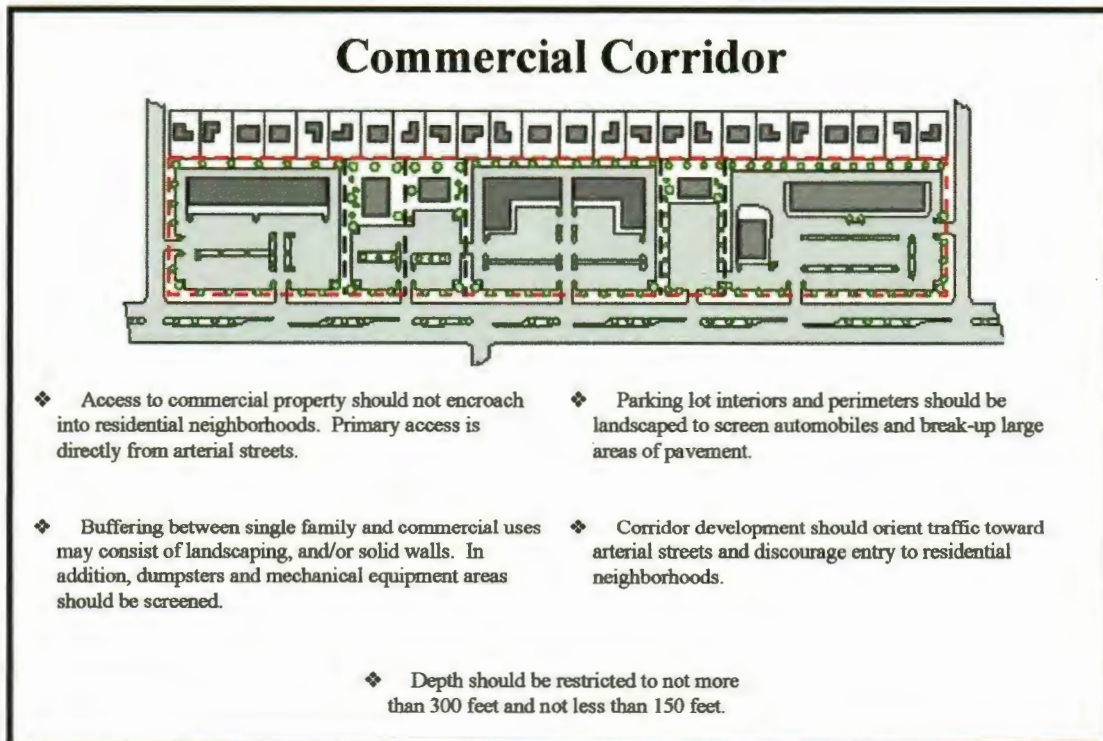 Commercial Corridor
❖ Access to commercial property should not encroach
into residential neighborhoods. Primary access is
directly from arterial streets.
❖ Parking lot interiors and perimeters should be
landscaped to screen automobiles and break-up large
areas of pavement.
❖ Buffering between single family and commercial uses
may consist of landscaping, and/or solid walls. In
addition, dumpsters and mechanical equipment areas
should be screened.
❖ Corridor development should orient traffic toward
arterial streets and discourage entry to residential
neighborhoods.
❖ Depth should be restricted to not more
than 300 feet and not less than 150 feet.